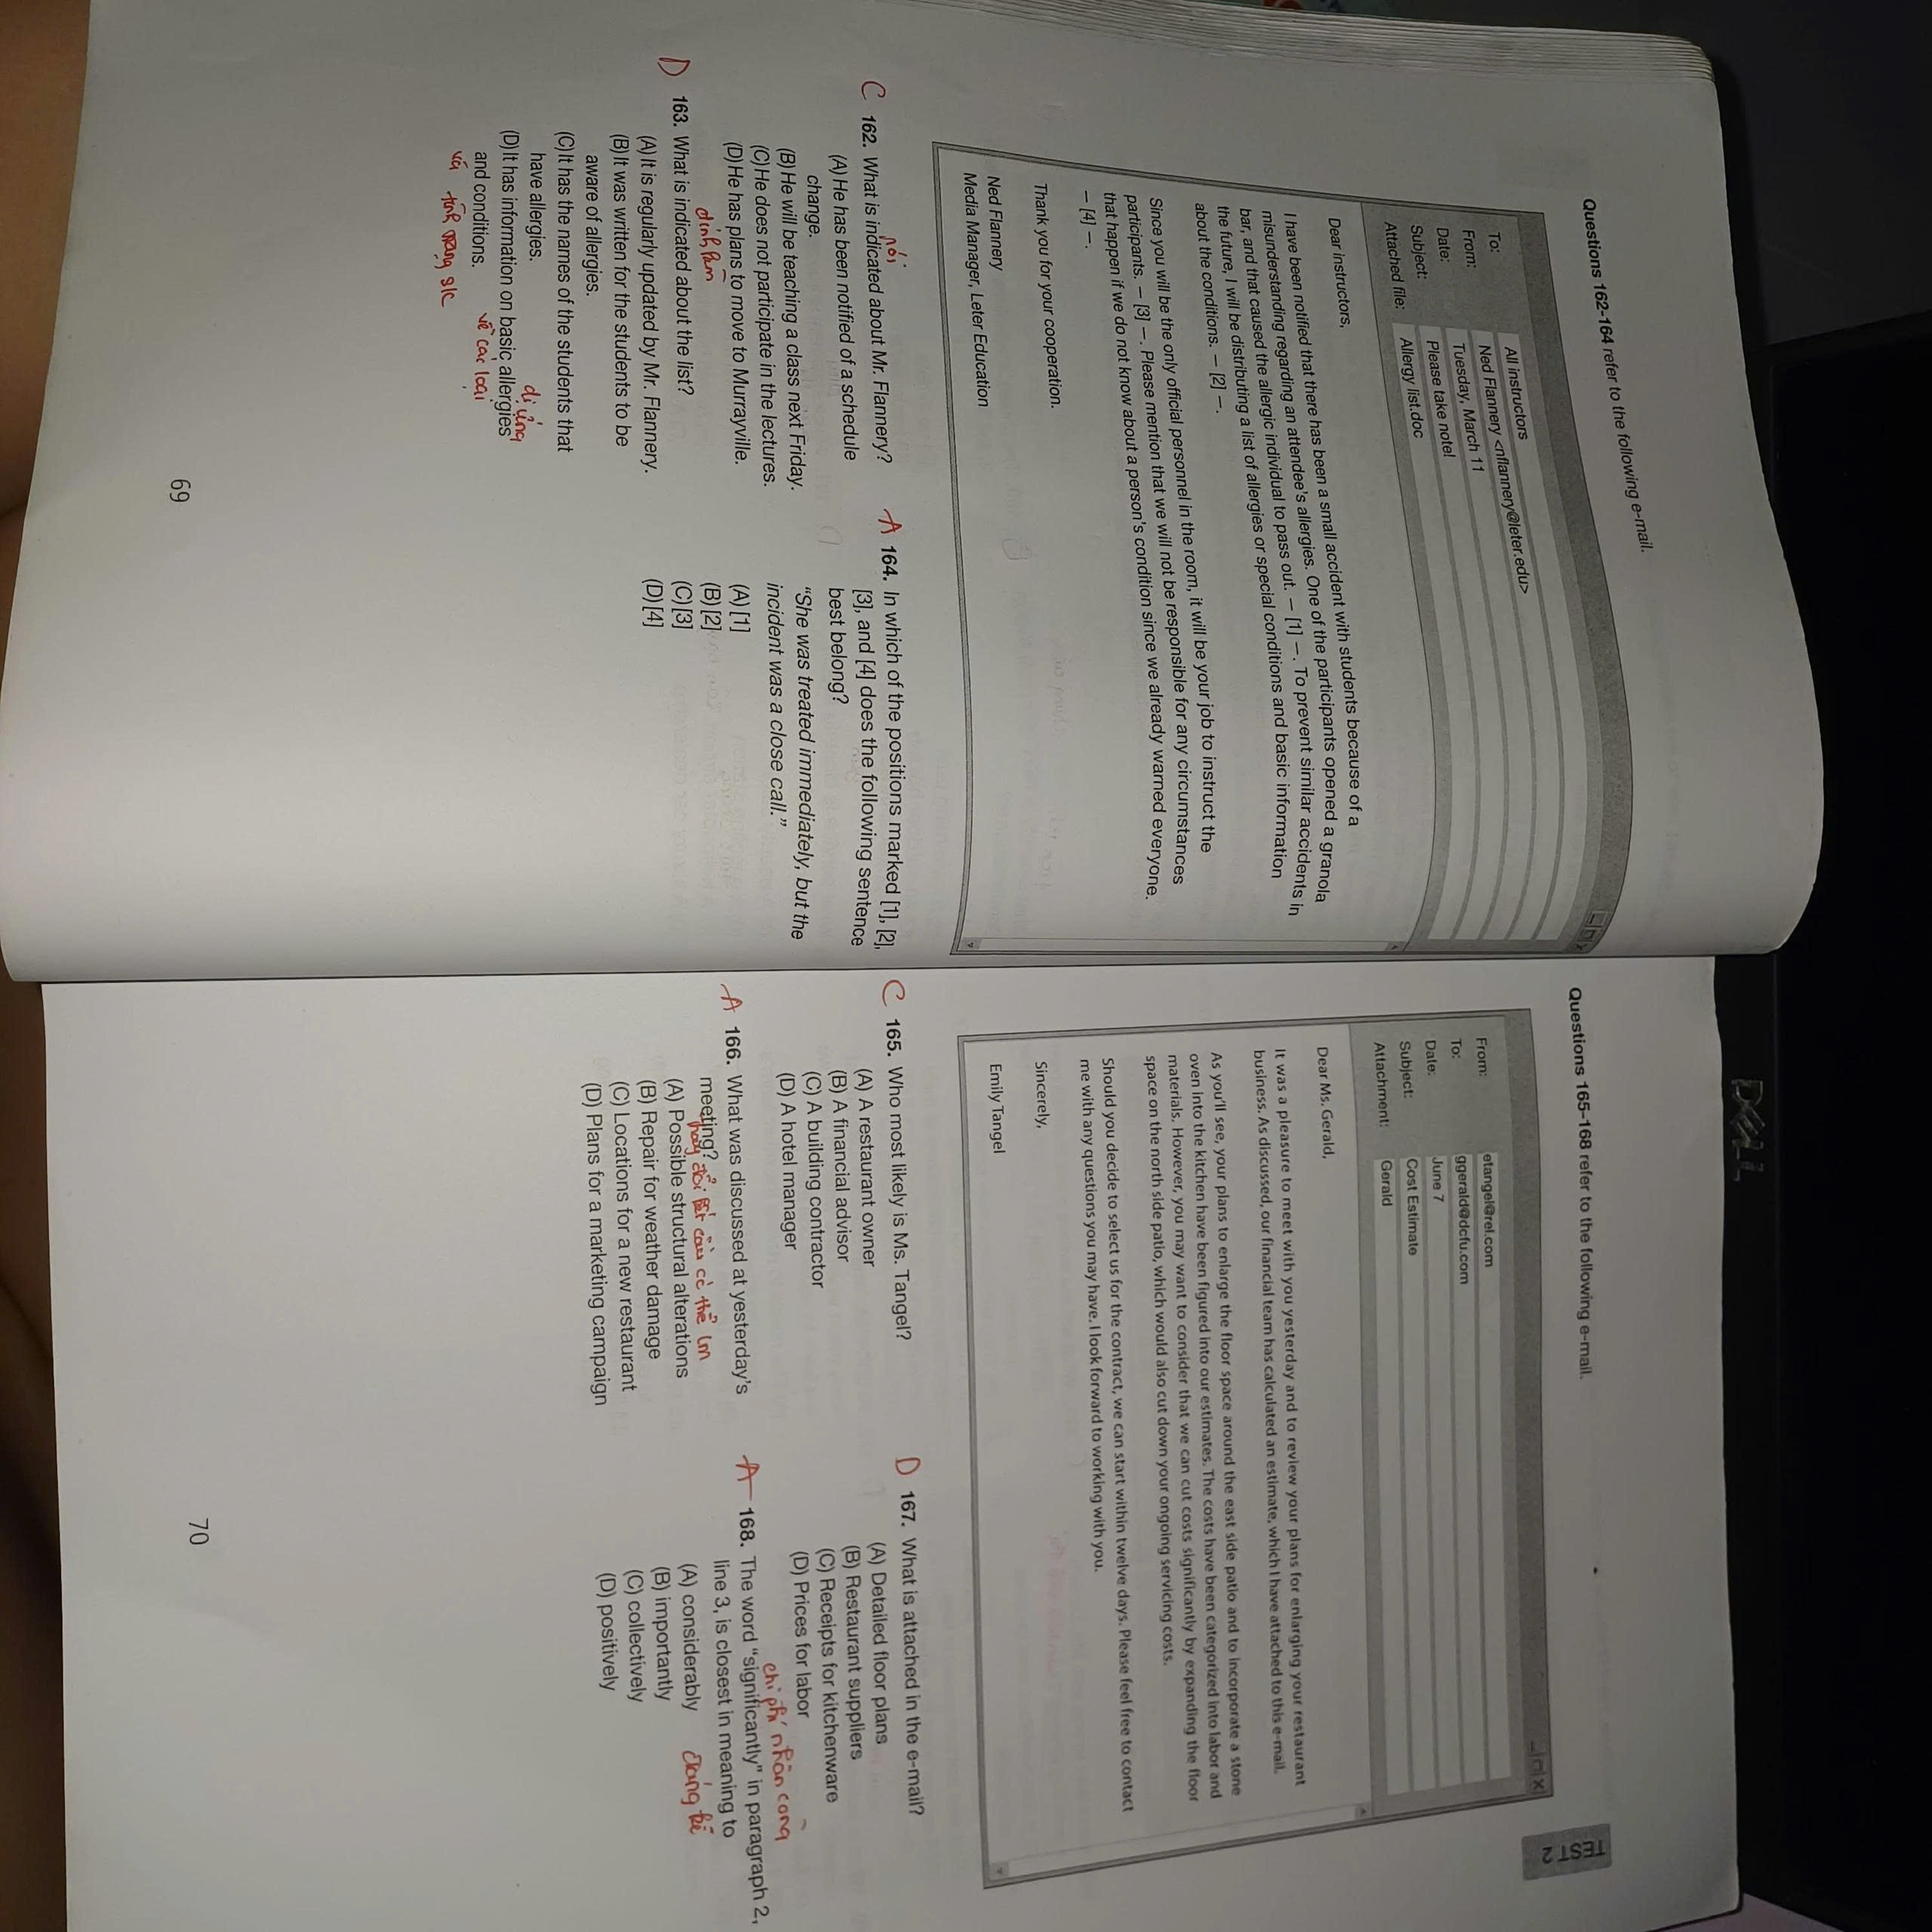 Questions 162-164 refer to the following e-mail.
To: All instructors
From: Ned Flannery <nflannery@leter.edu>
Date: Tuesday, March 11
Subject: Please take note!
Attached file: Allergy list.doc
Dear instructors,
I have been notified that there has been a small accident with students because of a
misunderstanding regarding an attendee's allergies. One of the participants opened a granola
bar, and that caused the allergic individual to pass out. – [1] –. To prevent similar accidents in
the future, I will be distributing a list of allergies or special conditions and basic information
about the conditions. – [2] –.
Since you will be the only official personnel in the room, it will be your job to instruct the
participants. – [3] –. Please mention that we will not be responsible for any circumstances
that happen if we do not know about a person's condition since we already warned everyone.
– [4] –.
Thank you for your cooperation.
Ned Flannery
Media Manager, Leter Education
nói
C 162. What is indicated about Mr. Flannery?
(A) He has been notified of a schedule
change.
(B) He will be teaching a class next Friday.
(C) He does not participate in the lectures.
(D) He has plans to move to Murrayville.
D 163. What is indicated about the list?
(A) It is regularly updated by Mr. Flannery.
(B) It was written for the students to be
aware of allergies.
(C) It has the names of the students that
have allergies.
dị ứng
(D) It has information on basic allergies
and conditions. về các loại
và tình trạng s/c
A 164. In which of the positions marked [1], [2],
[3], and [4] does the following sentence
best belong?
“She was treated immediately, but the
incident was a close call.”
(A) [1]
(B) [2]
(C) [3]
(D) [4]
69
TEST 2
Questions 165-168 refer to the following e-mail.
From: etangel@rel.com
To: ggerald@dcfu.com
Date: June 7
Subject: Cost Estimate
Attachment: Gerald
Dear Ms. Gerald,
It was a pleasure to meet with you yesterday and to review your plans for enlarging your restaurant
business. As discussed, our financial team has calculated an estimate, which I have attached to this e-mail.
As you'll see, your plans to enlarge the floor space around the east side patio and to incorporate a stone
oven into the kitchen have been figured into our estimates. The costs have been categorized into labor and
materials. However, you may want to consider that we can cut costs significantly by expanding the floor
space on the north side patio, which would also cut down your ongoing servicing costs.
Should you decide to select us for the contract, we can start within twelve days. Please feel free to contact
me with any questions you may have. I look forward to working with you.
Sincerely,
Emily Tangel
C 165. Who most likely is Ms. Tangel?
(A) A restaurant owner
(B) A financial advisor
(C) A building contractor
(D) A hotel manager
A 166. What was discussed at yesterday's
meeting?
(A) Possible structural alterations
(B) Repair for weather damage
(C) Locations for a new restaurant
(D) Plans for a marketing campaign
D 167. What is attached in the e-mail?
(A) Detailed floor plans
(B) Restaurant suppliers
(C) Receipts for kitchenware
(D) Prices for labor
chi phí nhân công
A 168. The word “significantly” in paragraph 2,
line 3, is closest in meaning to
(A) considerably đáng kể
(B) importantly
(C) collectively
(D) positively
70
DELL